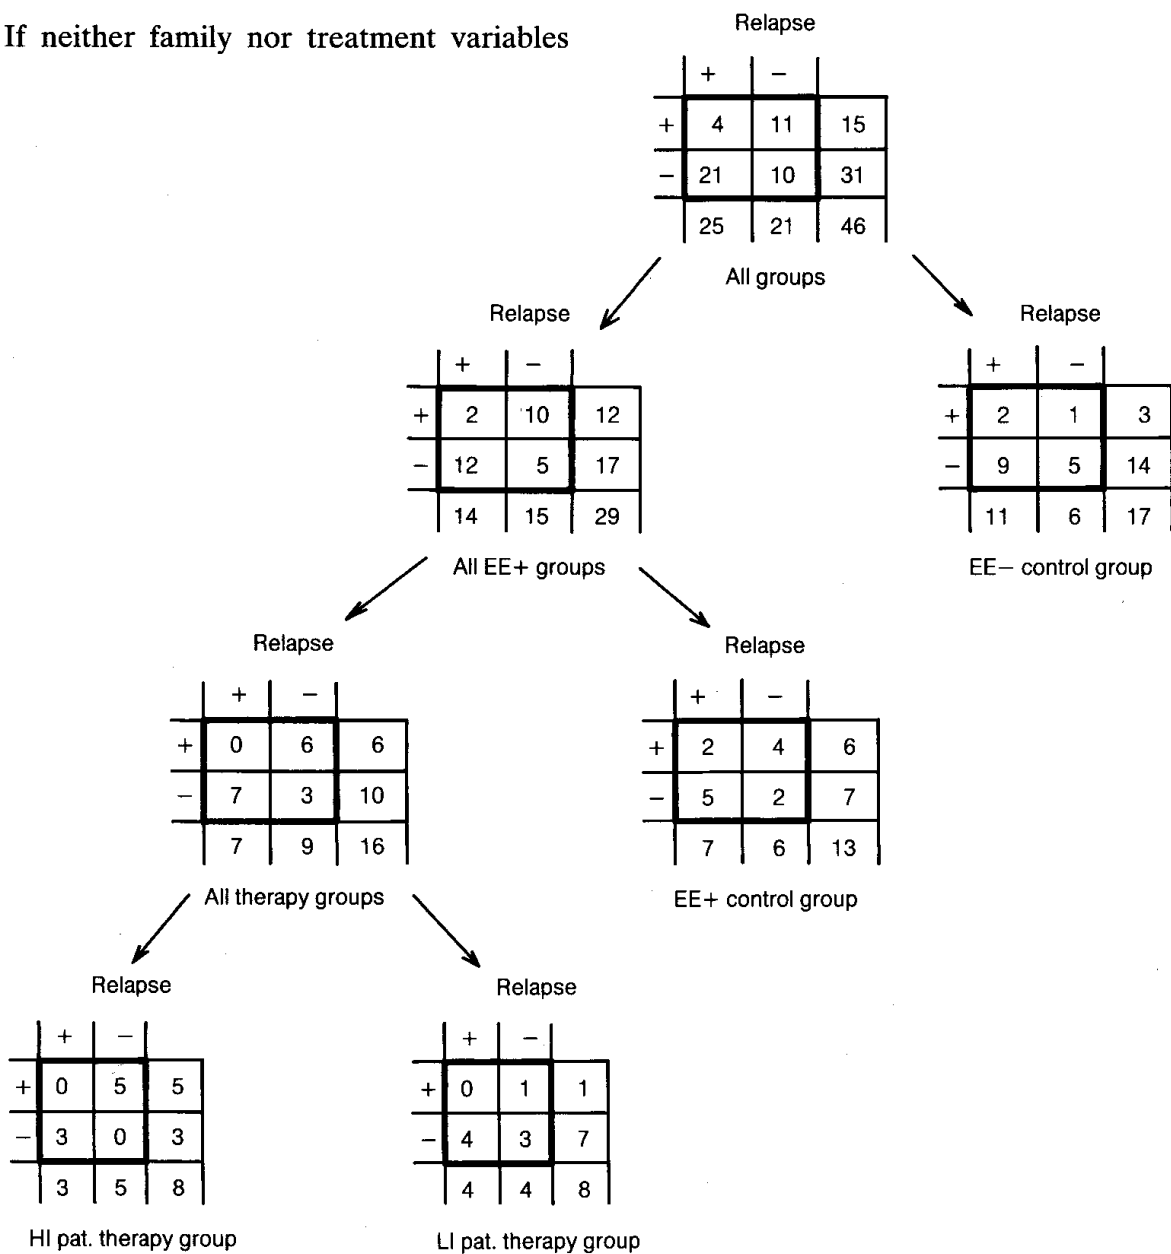 If neither family nor treatment variables
Relapse
+ −
+ 4 11 15
− 21 10 31
25 21 46
All groups
Relapse
+ −
+ 2 10 12
− 12 5 17
14 15 29
All EE+ groups
Relapse
+ −
+ 2 1 3
− 9 5 14
11 6 17
EE− control group
Relapse
+ −
+ 0 6 6
− 7 3 10
7 9 16
All therapy groups
Relapse
+ −
+ 2 4 6
− 5 2 7
7 6 13
EE+ control group
Relapse
+ −
+ 0 5 5
− 3 0 3
3 5 8
HI pat. therapy group
Relapse
+ −
+ 0 1 1
− 4 3 7
4 4 8
LI pat. therapy group